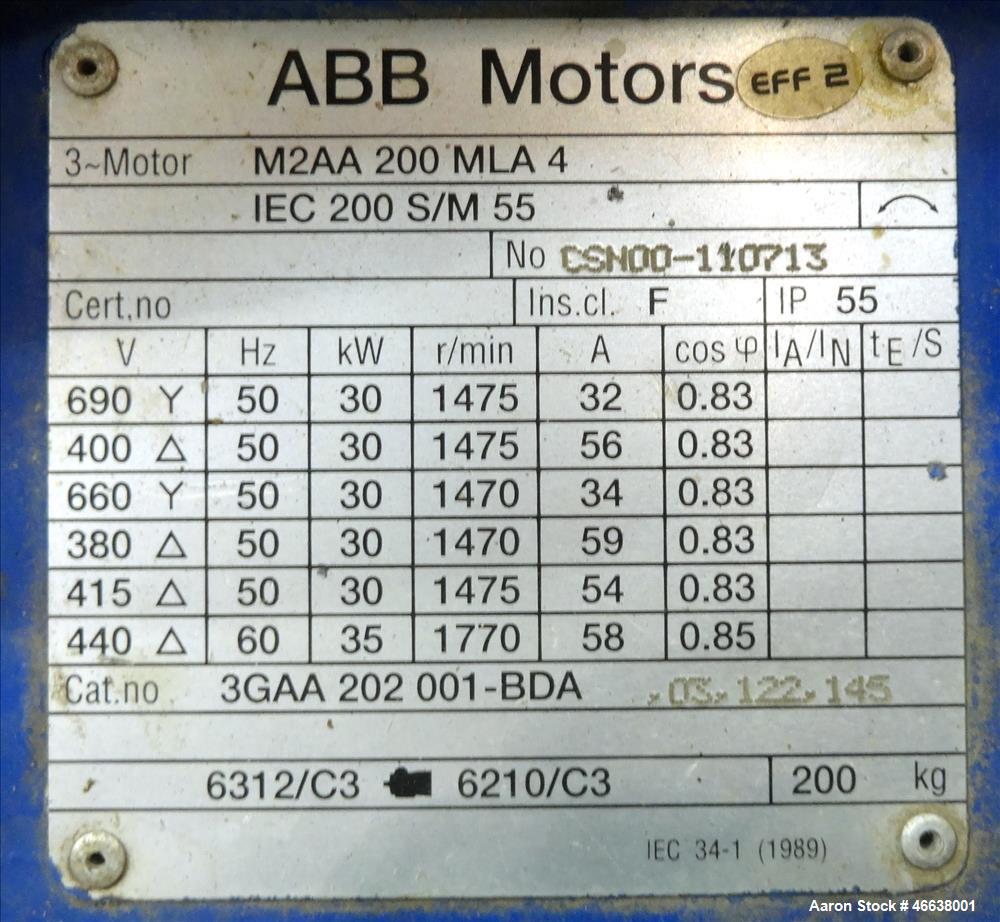 ABB Motors EFF 2
3~Motor M2AA 200 MLA 4
IEC 200 S/M 55
No CSN00-110713
Cert.no Ins.cl. F IP 55
V Hz kW r/min A cos φ IA/IN tE/S
690 Y 50 30 1475 32 0.83
400 △ 50 30 1475 56 0.83
660 Y 50 30 1470 34 0.83
380 △ 50 30 1470 59 0.83
415 △ 50 30 1475 54 0.83
440 △ 60 35 1770 58 0.85
Cat.no 3GAA 202 001-BDA .03.122.145
6312/C3 6210/C3 200 kg
IEC 34-1 (1989)
Aaron Stock # 46638001